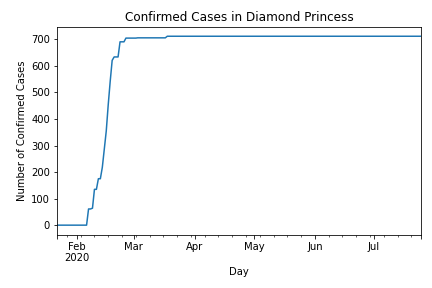 Confirmed Cases in Diamond Princess
Number of Confirmed Cases
700
600
500
400
300
200
100
0
Feb Mar Apr May Jun Jul
2020
Day